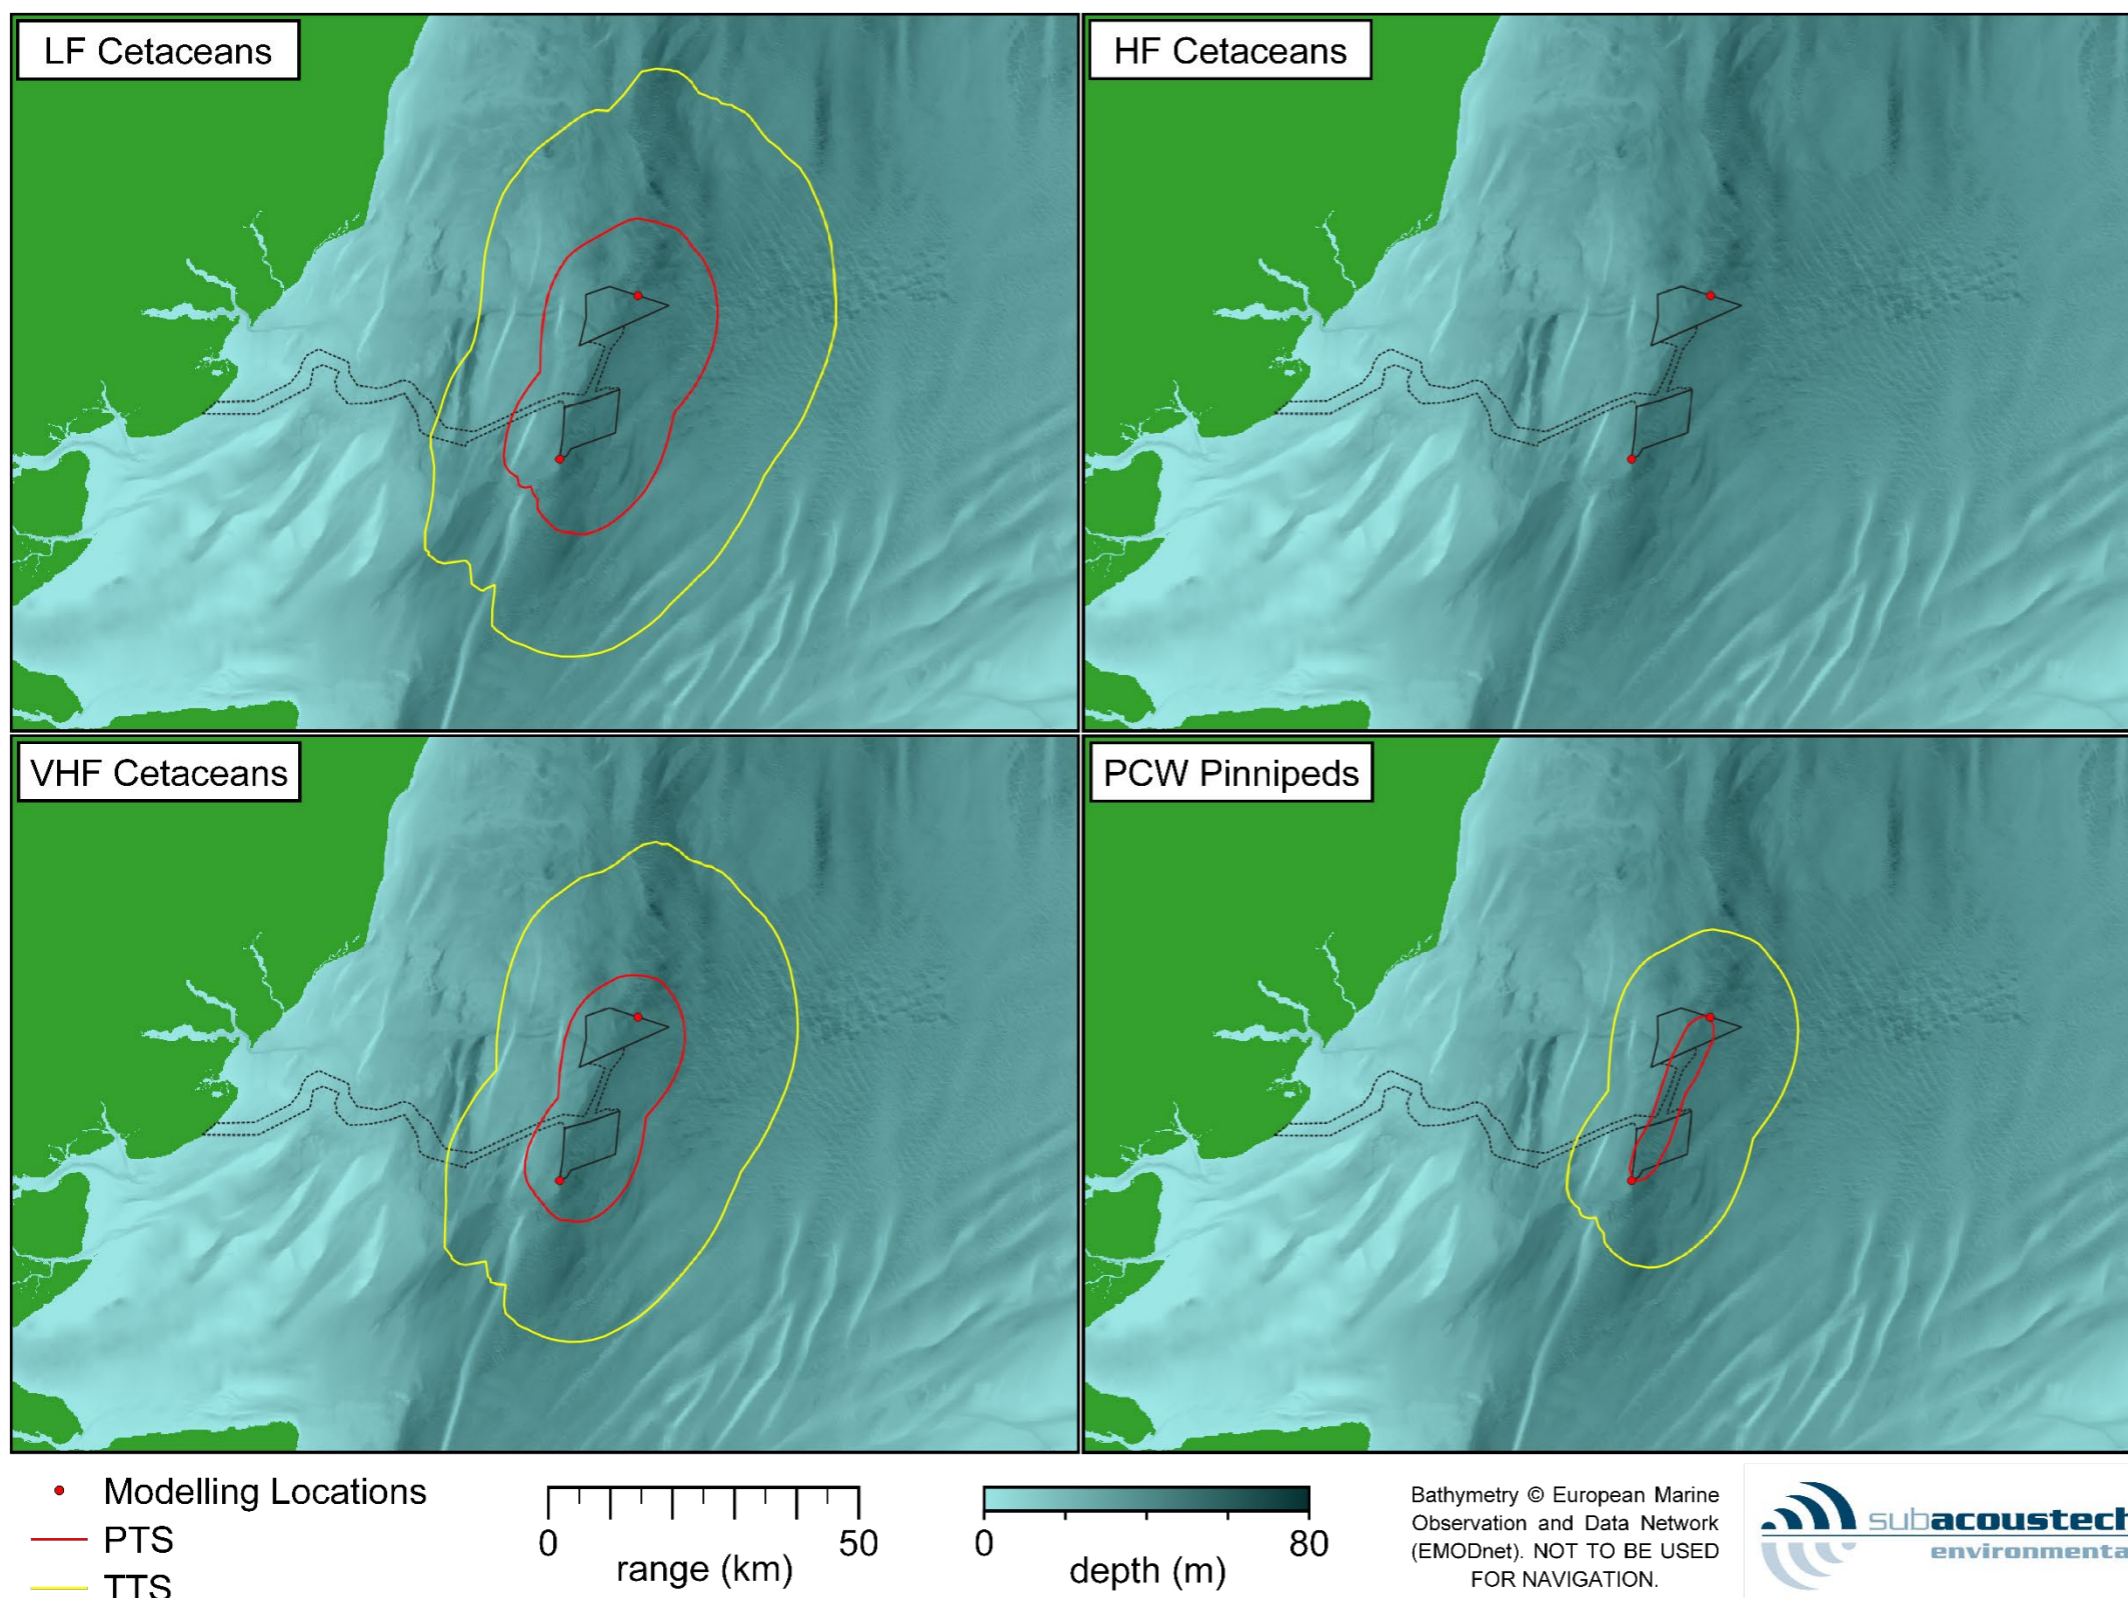 LF Cetaceans
HF Cetaceans
VHF Cetaceans
PCW Pinnipeds
Modelling Locations
PTS
TTS
0 50
range (km)
0 80
depth (m)
Bathymetry © European Marine
Observation and Data Network
(EMODnet). NOT TO BE USED
FOR NAVIGATION.
subacoustech
environmenta